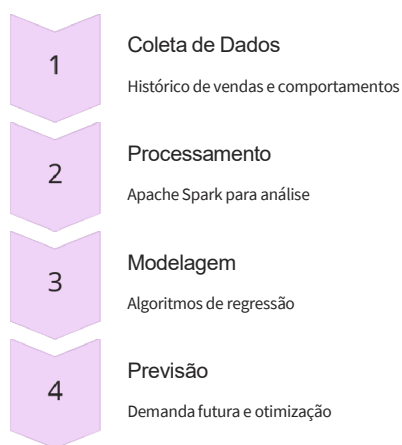 1
Coleta de Dados
Histórico de vendas e comportamentos
2
Processamento
Apache Spark para análise
3
Modelagem
Algoritmos de regressão
4
Previsão
Demanda futura e otimização